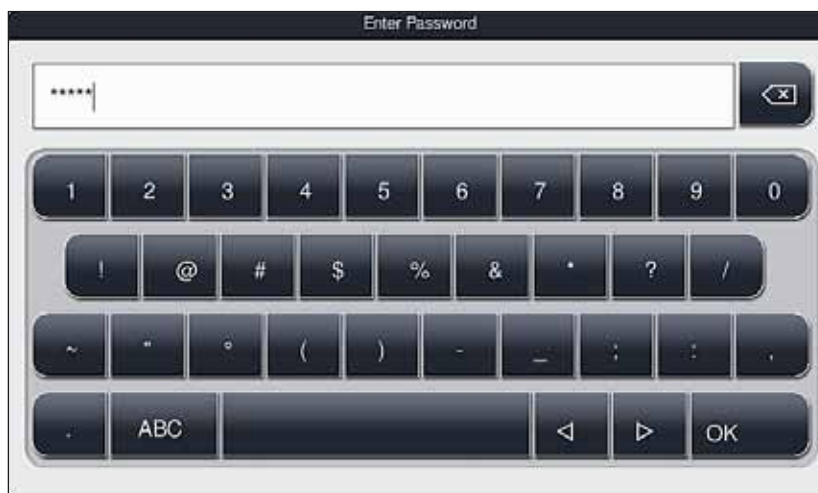 Enter Password
*****
1 2 3 4 5 6 7 8 9 0
! @ # $ % & * ? /
~ " ° ( ) - _ ; : ,
. ABC OK